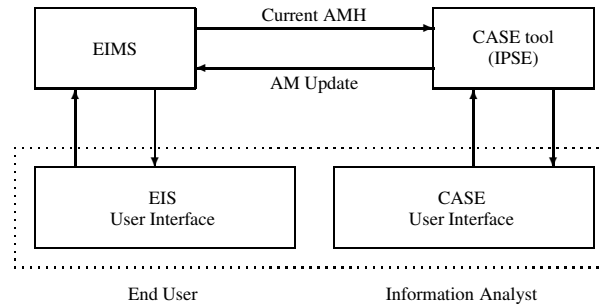 Current AMH
EIMS
CASE tool
(IPSE)
AM Update
EIS
User Interface
CASE
User Interface
End User
Information Analyst